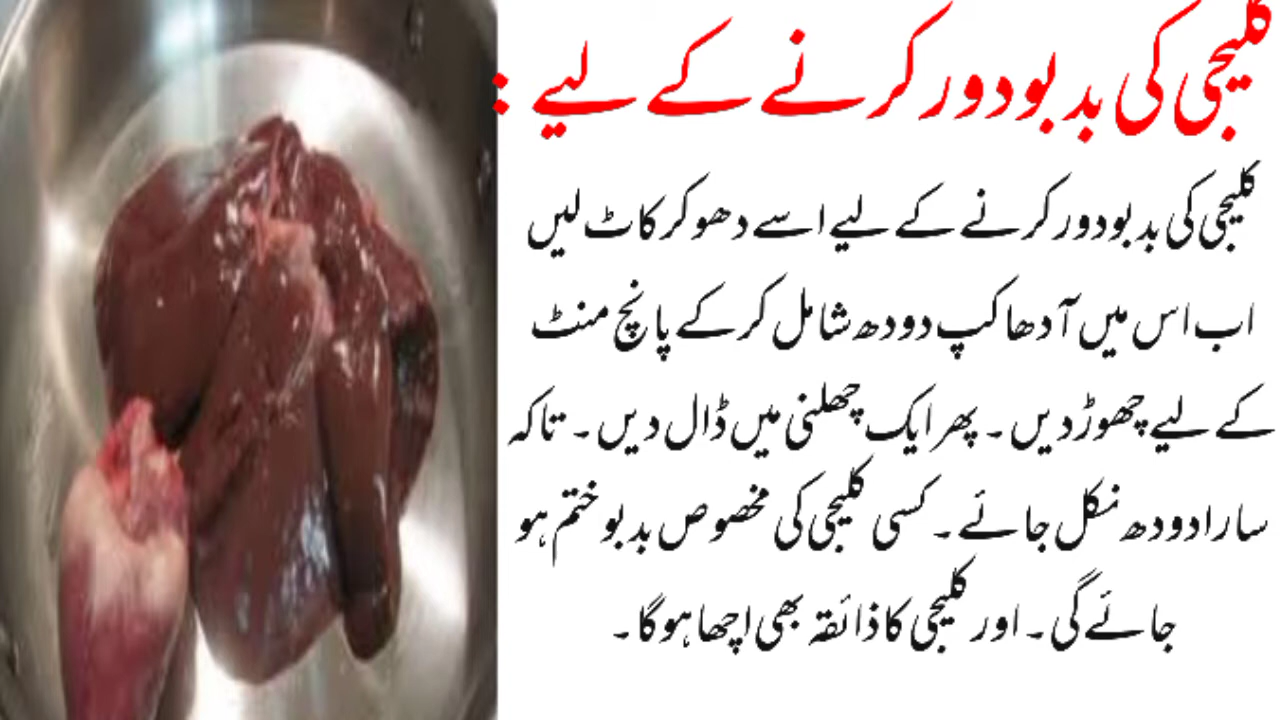 کلیجی کی بدبو دور کرنے کے لیے :
کلیجی کی بدبو دور کرنے کے لیے اسے دھو کر کاٹ لیں
اب اس میں آدھا کپ دودھ شامل کر کے پانچ منٹ
کے لیے چھوڑ دیں۔ پھر ایک چھلنی میں ڈال دیں۔ تاکہ
سارا دودھ نکل جائے۔ کسی کلیجی کی مخصوص بدبو ختم ہو
جائے گی۔ اور کلیجی کا ذائقہ بھی اچھا ہو گا۔